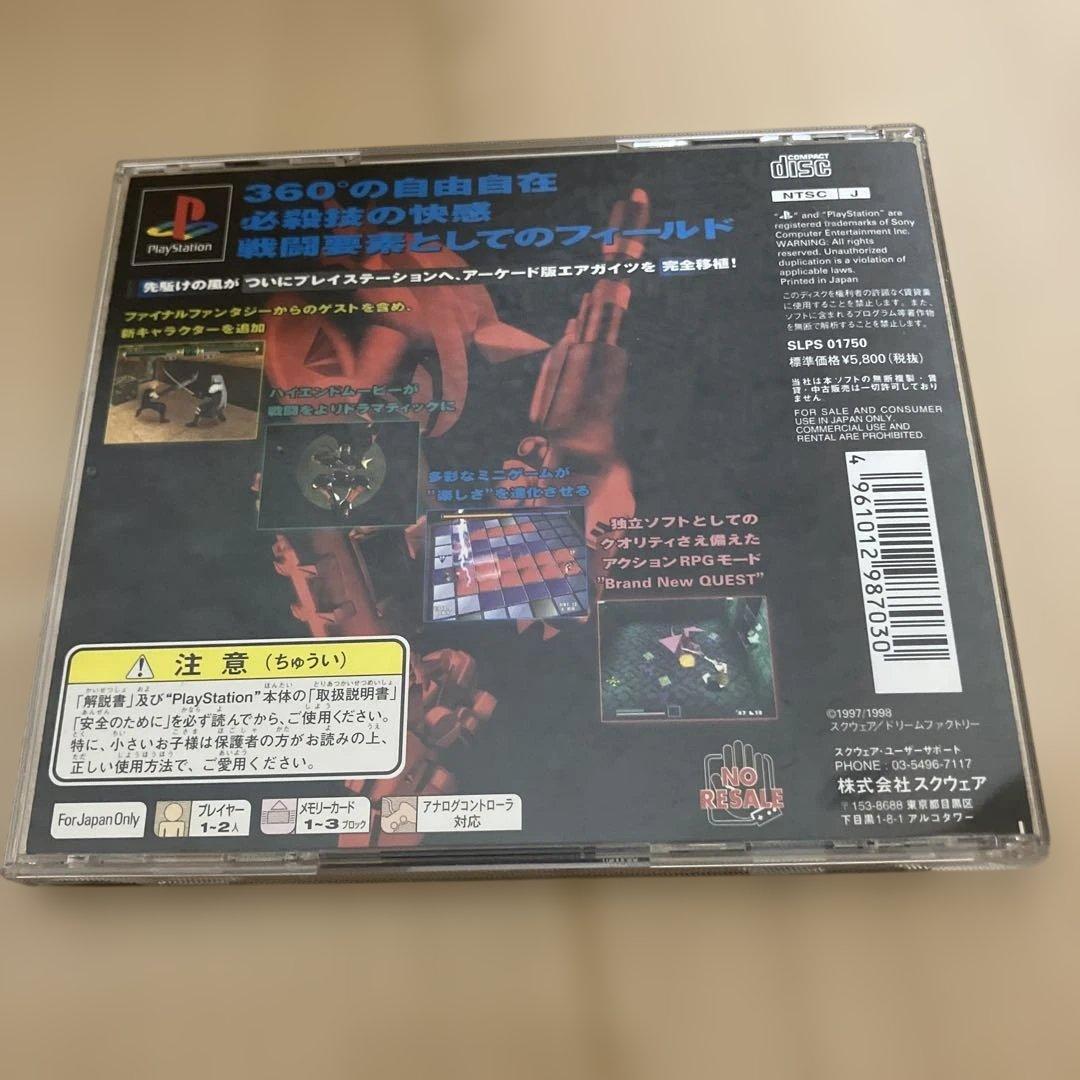 PlayStation
360°の自由自在
必殺技の快感
戦闘要素としてのフィールド
先駆けの風が ついにプレイステーションへ、アーケード版エアガイツを 完全移植!
ファイナルファンタジーからのゲストを含め、
新キャラクターを追加
ハイエンドムービーが
戦闘をよりドラマティックに
多彩なミニゲームが
"楽しさ"を進化させる
独立ソフトとしての
クオリティさえ備えた
アクションRPGモード
"Brand New QUEST"
COMPACT
disc
NTSC J
" " and "PlayStation" are
registered trademarks of Sony
Computer Entertainment Inc.
WARNING: All rights
reserved. Unauthorized
duplication is a violation of
applicable laws.
Printed in Japan
このディスクを権利者の許諾なく賃貸業
に使用することを禁止します。また、
ソフトに含まれるプログラム等著作物
を無断で解析することを禁止します。
SLPS 01750
標準価格¥5,800(税抜)
当社は本ソフトの無断複製・賃
貸・中古販売は一切許可しており
ません。
FOR SALE AND CONSUMER
USE IN JAPAN ONLY.
COMMERCIAL USE AND
RENTAL ARE PROHIBITED.
4 961012 987030
©1997/1998
スクウェア/ドリームファクトリー
スクウェア・ユーザーサポート
PHONE : 03-5496-7117
株式会社スクウェア
〒153-8688 東京都目黒区
下目黒1-8-1 アルコタワー
NO
RESALE
注意(ちゅうい)
「解説書」及び"PlayStation"本体の「取扱説明書」
「安全のために」を必ず読んでから、ご使用ください。
特に、小さいお子様は保護者の方がお読みの上、
正しい使用方法で、ご愛用ください。
For Japan Only
プレイヤー
1~2人
メモリーカード
1~3ブロック
アナログコントローラ
対応